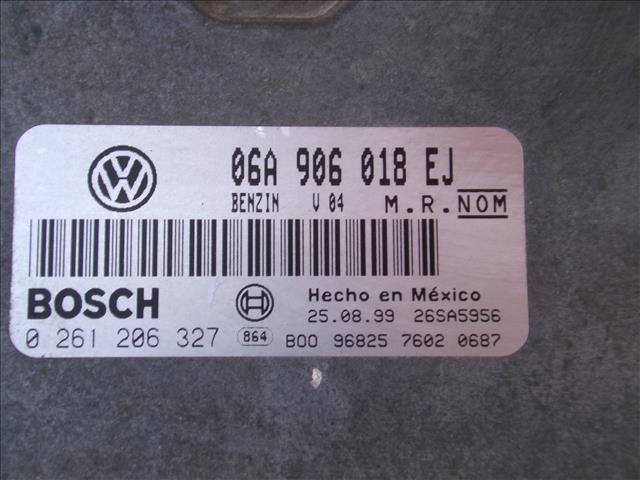 06A 906 018 EJ
BENZIN V 04 M.R.NOM
BOSCH
Hecho en México
25.08.99 26SA5956
0 261 206 327 864 B00 96825 7602 0687